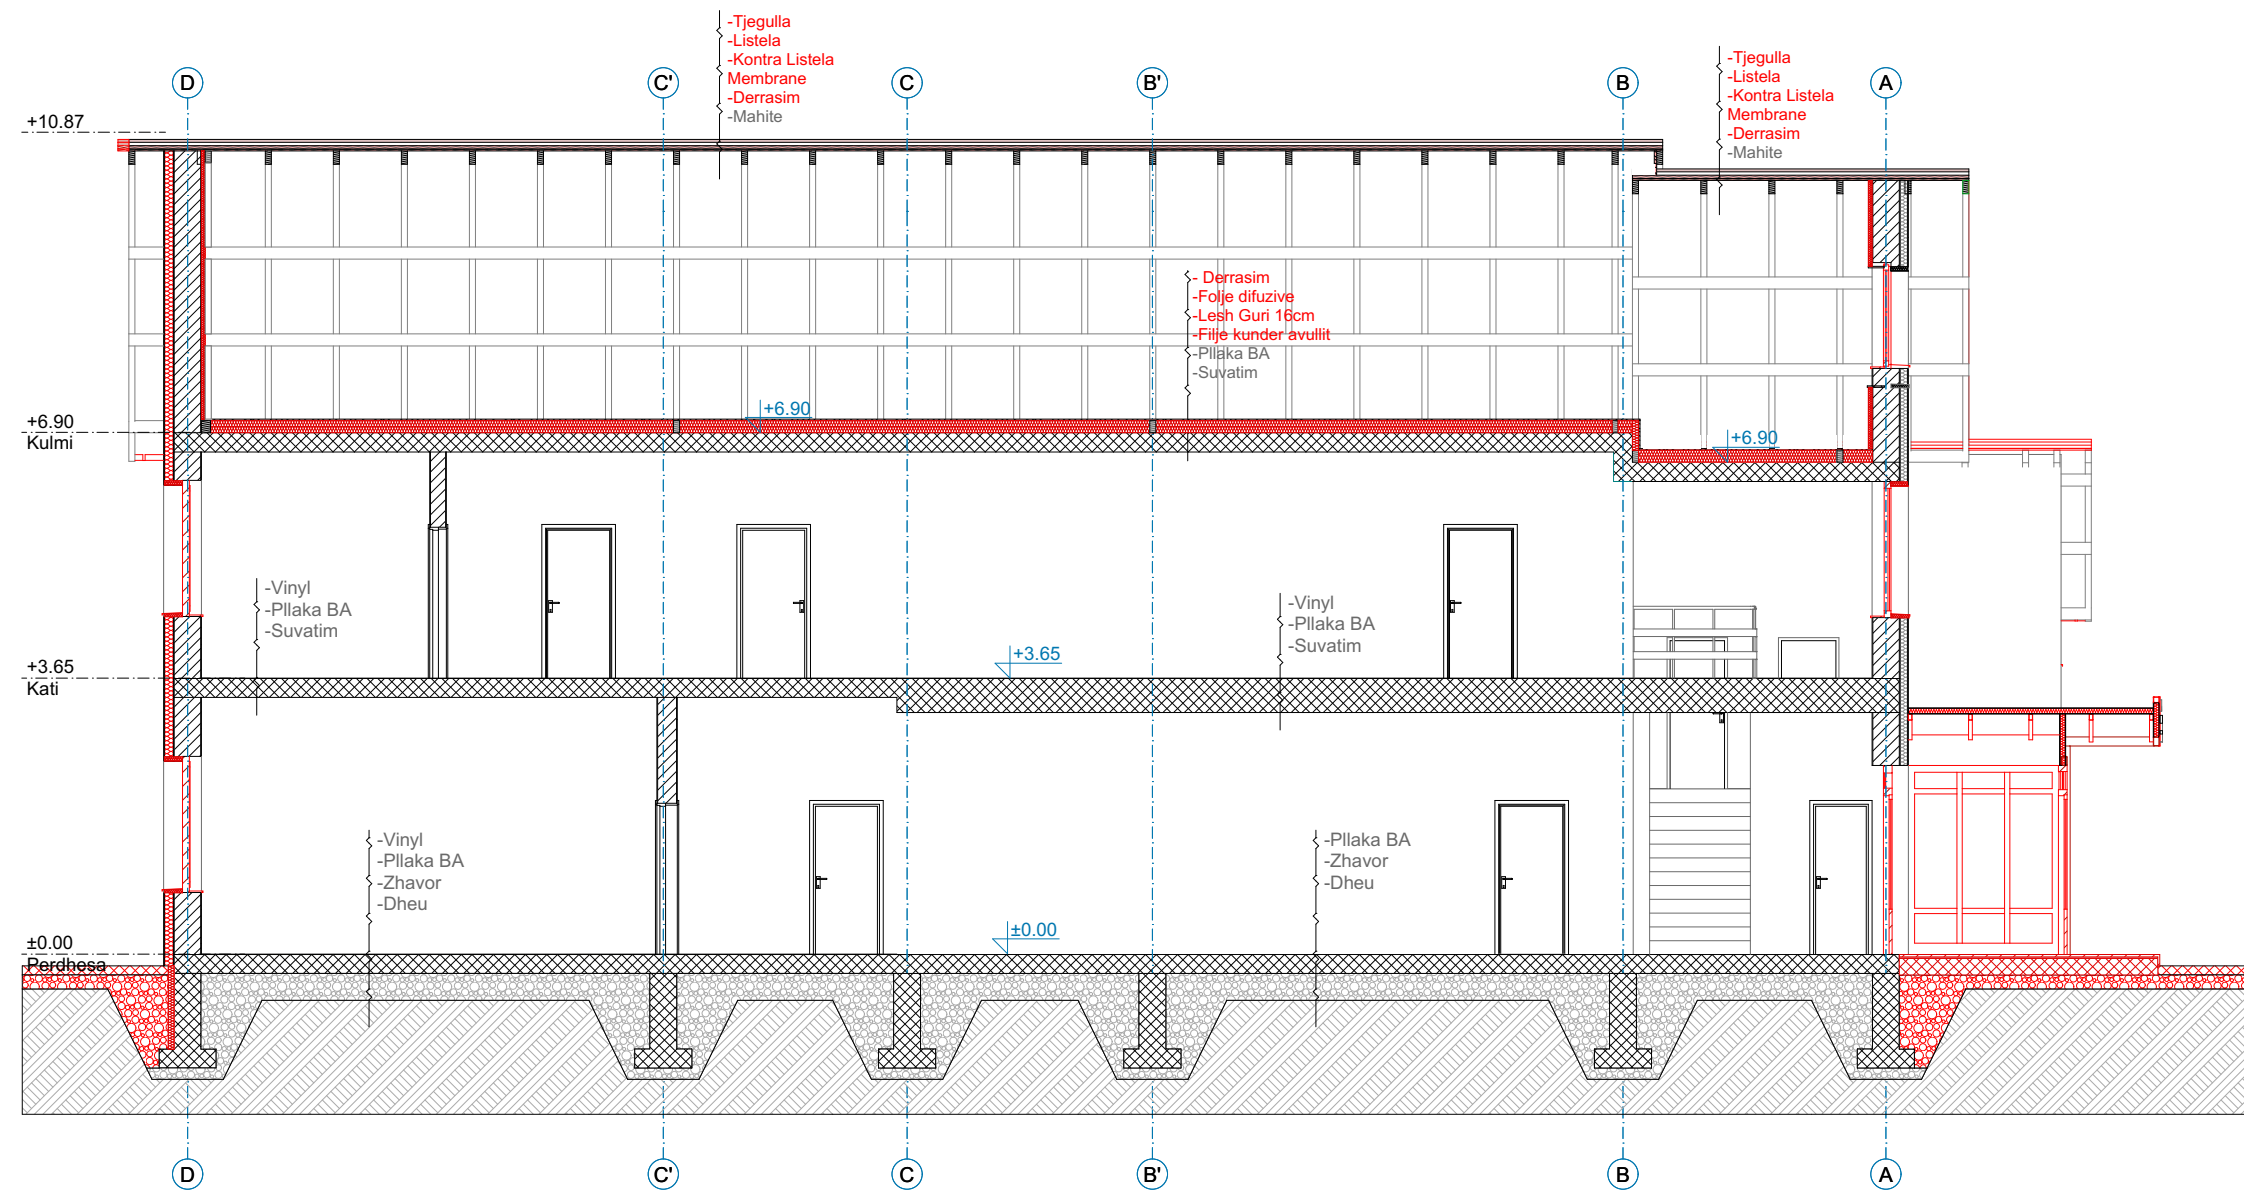 -Tjegulla
-Listela
-Kontra Listela
Membrane
-Derrasim
-Mahite
-Tjegulla
-Listela
-Kontra Listela
Membrane
-Derrasim
-Mahite
D
C'
C
B'
B
A
+10.87
- Derrasim
-Folje difuzive
-Lesh Guri 16cm
-Filje kunder avullit
-Pllaka BA
-Suvatim
+6.90
Kulmi
+6.90
+6.90
-Vinyl
-Pllaka BA
-Suvatim
-Vinyl
-Pllaka BA
-Suvatim
+3.65
Kati
+3.65
-Vinyl
-Pllaka BA
-Zhavor
-Dheu
-Pllaka BA
-Zhavor
-Dheu
±0.00
Perdhesa
±0.00
D
C'
C
B'
B
A